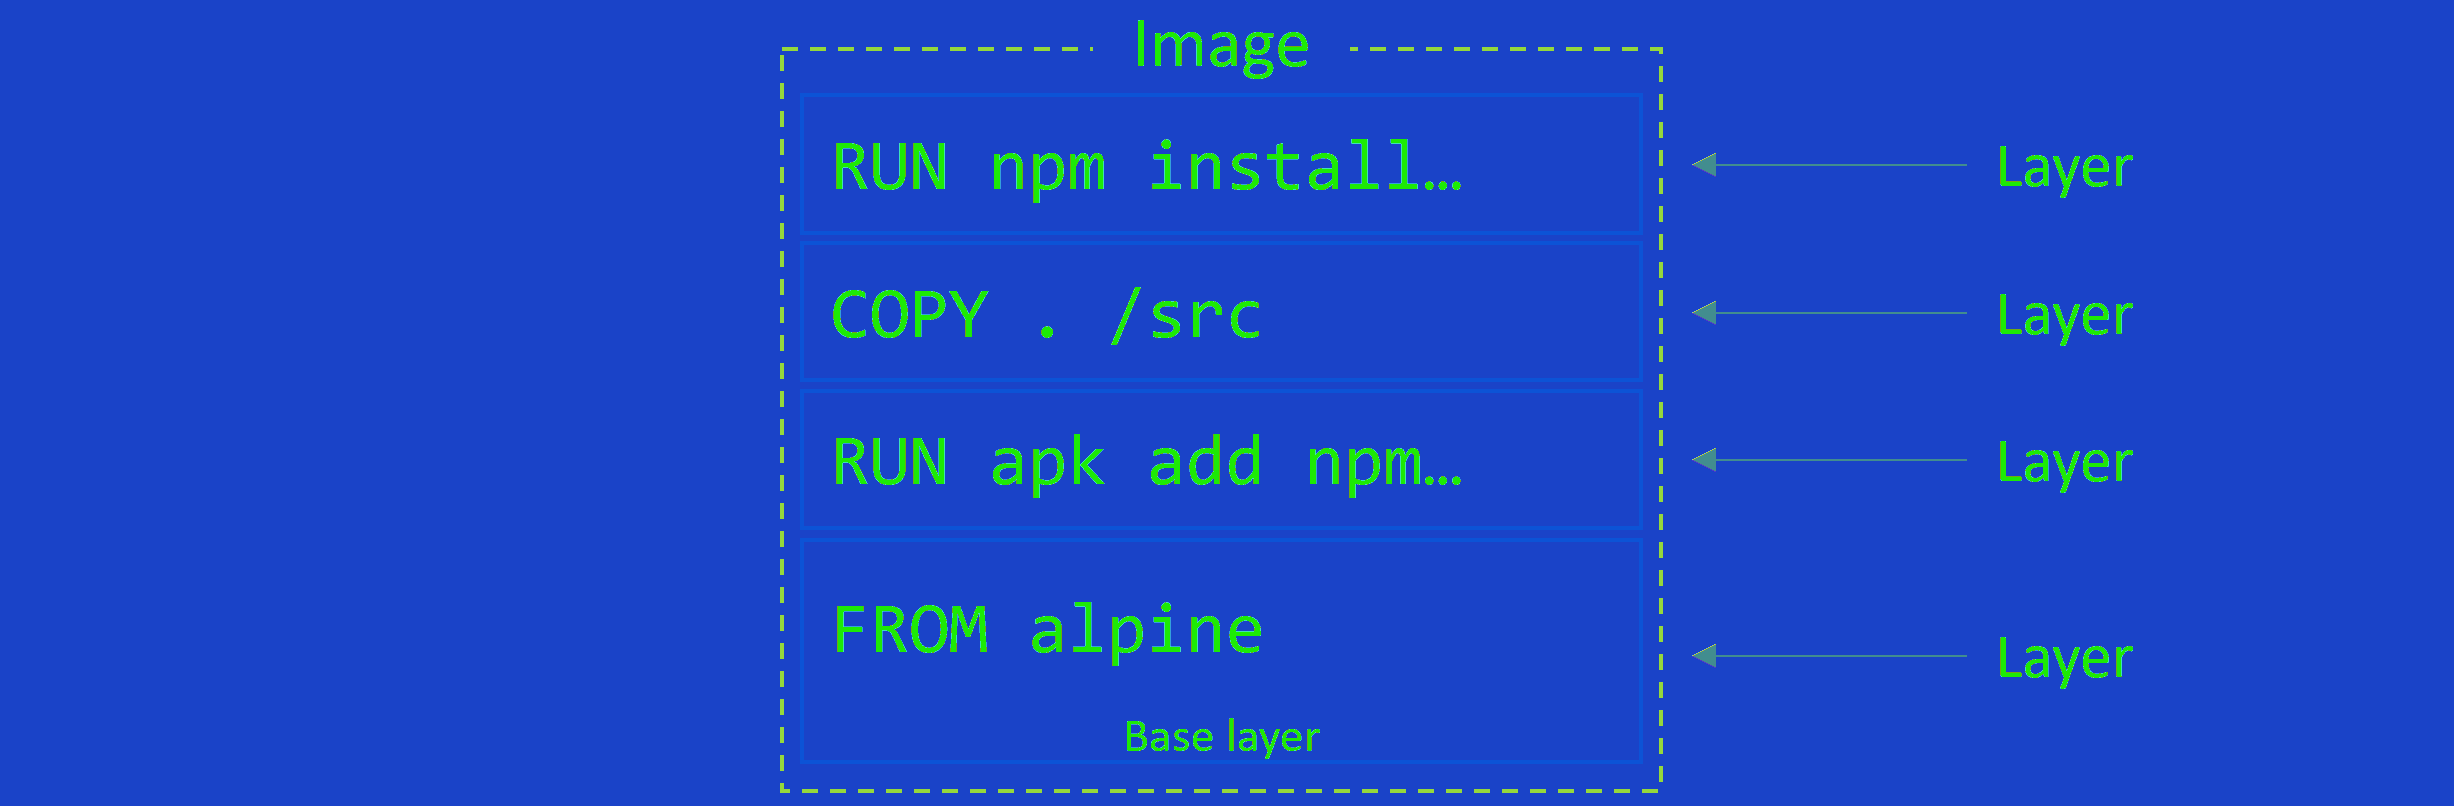 Image
RUN npm install…
Layer
COPY . /src
Layer
RUN apk add npm…
Layer
FROM alpine
Layer
Base layer